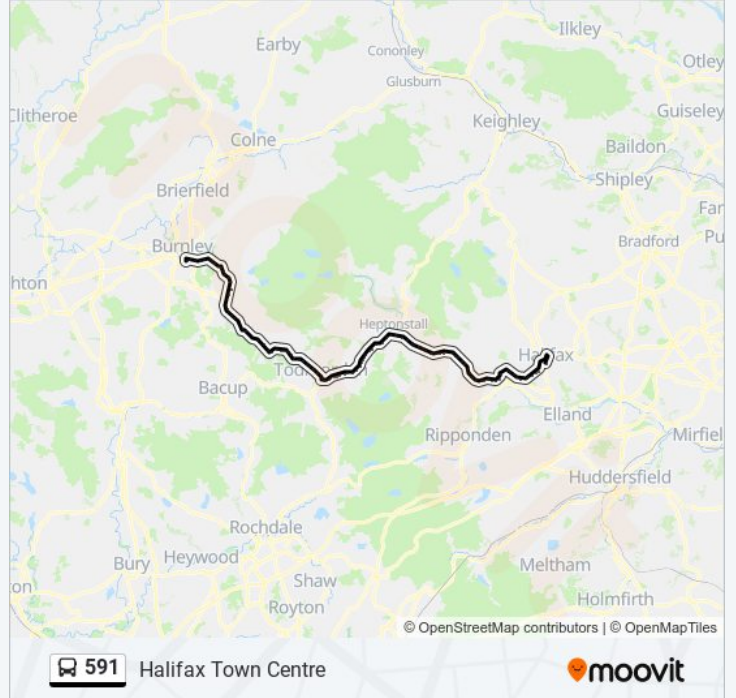 Ilkley
Earby
Cononley
Otley
Glusburn
Clitheroe
Guiseley
Keighley
Colne
Baildon
Shipley
Brierfield
Far
Pu
Burnley
Bradford
hton
Heptonstall
Halifax
Bacup
Elland
Ripponden
Mirfiel
Huddersfield
Rochdale
Bury
Heywood
Meltham
on
Shaw
Holmfirth
Royton
© OpenStreetMap contributors | © OpenMapTiles
591 Halifax Town Centre
moovit